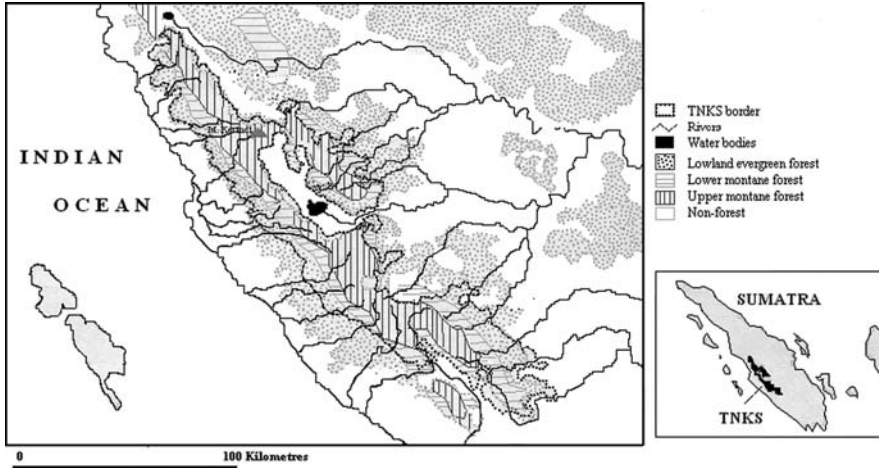 INDIAN
OCEAN
TNKS border
Rivers
Water bodies
Lowland evergreen forest
Lower montane forest
Upper montane forest
Non-forest
SUMATRA
TNKS
0 100 Kilometres